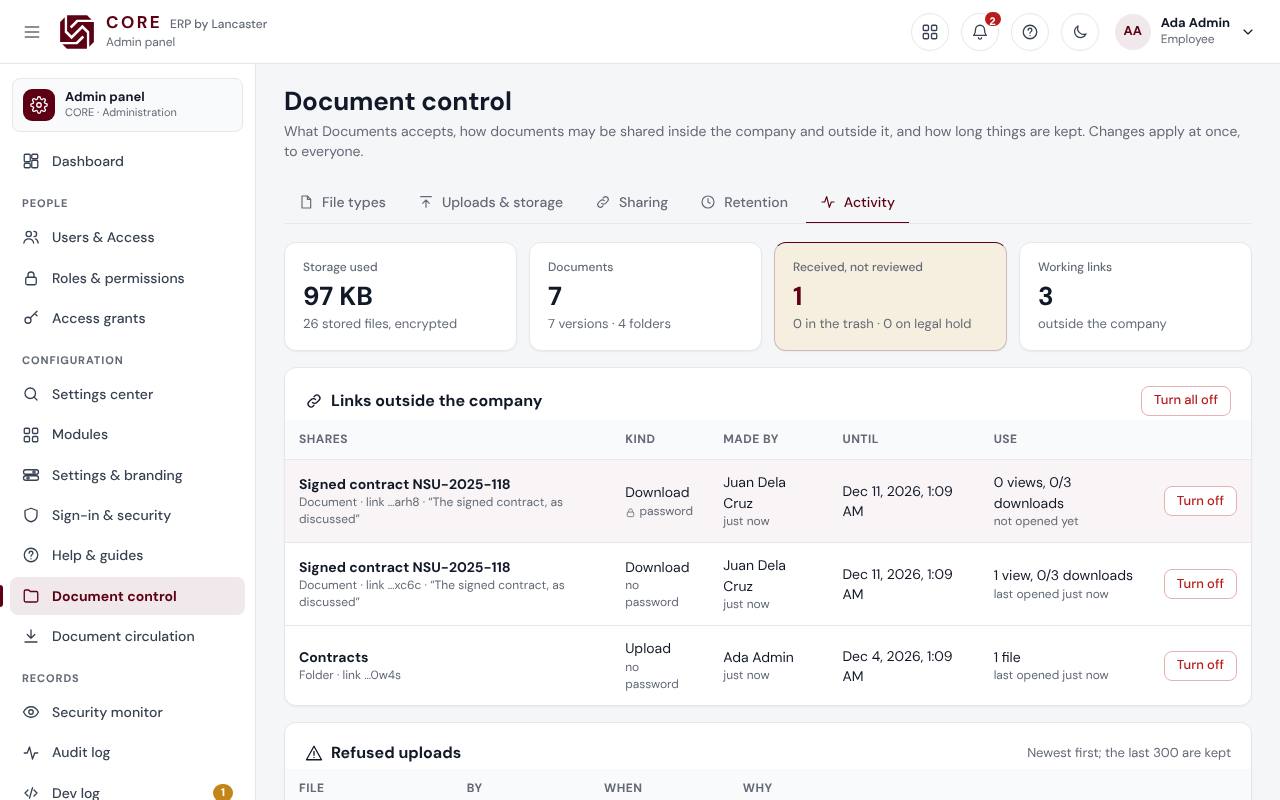 CORE ERP by Lancaster
Admin panel
2
AA
Ada Admin
Employee
Admin panel
CORE · Administration
Dashboard
PEOPLE
Users & Access
Roles & permissions
Access grants
CONFIGURATION
Settings center
Modules
Settings & branding
Sign-in & security
Help & guides
Document control
Document circulation
RECORDS
Security monitor
Audit log
Dev log 1
Document control
What Documents accepts, how documents may be shared inside the company and outside it, and how long things are kept. Changes apply at once,
to everyone.
File types Uploads & storage Sharing Retention Activity
Storage used
97 KB
26 stored files, encrypted
Documents
7
7 versions · 4 folders
Received, not reviewed
1
0 in the trash · 0 on legal hold
Working links
3
outside the company
Links outside the company Turn all off
SHARES KIND MADE BY UNTIL USE
Signed contract NSU-2025-118
Document · link …arh8 · “The signed contract, as
discussed”
Download
password
Juan Dela
Cruz
just now
Dec 11, 2026, 1:09
AM
0 views, 0/3
downloads
not opened yet
Turn off
Signed contract NSU-2025-118
Document · link …xc6c · “The signed contract, as
discussed”
Download
no
password
Juan Dela
Cruz
just now
Dec 11, 2026, 1:09
AM
1 view, 0/3 downloads
last opened just now
Turn off
Contracts
Folder · link …0w4s
Upload
no
password
Ada Admin
just now
Dec 4, 2026, 1:09
AM
1 file
last opened just now
Turn off
Refused uploads Newest first; the last 300 are kept
FILE BY WHEN WHY